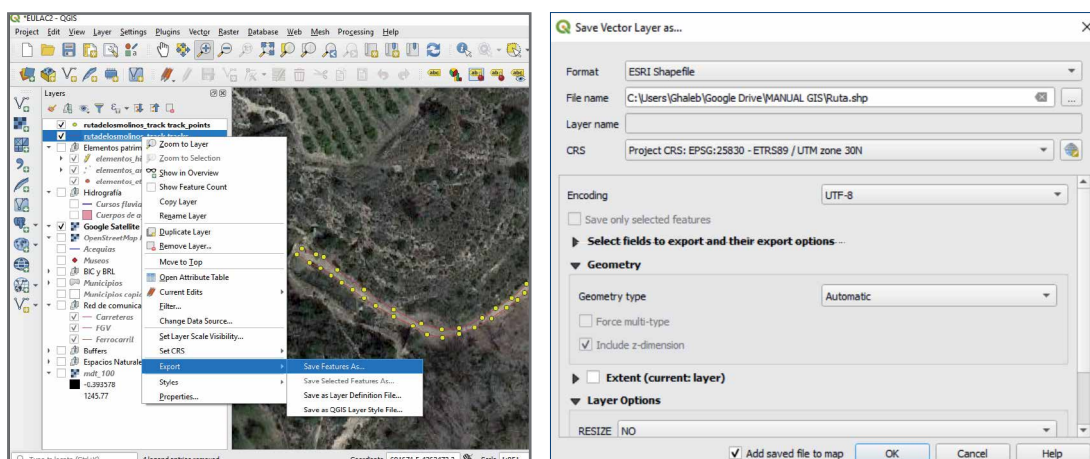 *EULAC2 - QGIS
Project Edit View Layer Settings Plugins Vector Raster Database Web Mesh Processing Help
Layers
rutadelosmolinos_track track_points
rutadelosmolinos_track tracks
Elementos patrim
elementos_hi
elementos_ar
elementos_et
Hidrografía
Cursos fluvia
Cuerpos de a
Google Satellite
OpenStreetMap
Acequias
Museos
BIC y BRL
Municipios
Municipios copia
Red de comunica
Carreteras
FGV
Ferrocarril
Buffers
Espacios Naturale
mdt_100
-0.393578
1245.77
Zoom to Layer
Zoom to Selection
Show in Overview
Show Feature Count
Copy Layer
Rename Layer
Duplicate Layer
Remove Layer...
Move to Top
Open Attribute Table
Current Edits
Filter...
Change Data Source...
Set Layer Scale Visibility...
Set CRS
Export
Styles
Properties...
Save Features As...
Save Selected Features As...
Save as Layer Definition File...
Save as QGIS Layer Style File...
Save Vector Layer as...
Format ESRI Shapefile
File name C:\Users\Ghaleb\Google Drive\MANUAL GIS\Ruta.shp
Layer name
CRS Project CRS: EPSG:25830 - ETRS89 / UTM zone 30N
Encoding UTF-8
Save only selected features
Select fields to export and their export options
Geometry
Geometry type Automatic
Force multi-type
Include z-dimension
Extent (current: layer)
Layer Options
RESIZE NO
Add saved file to map OK Cancel Help